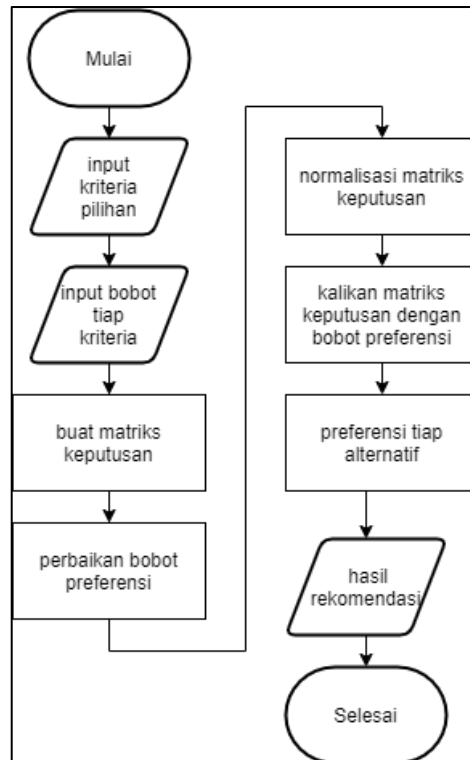 Mulai
input
kriteria
pilihan
input bobot
tiap
kriteria
buat matriks
keputusan
perbaikan bobot
preferensi
normalisasi matriks
keputusan
kalikan matriks
keputusan dengan
bobot preferensi
preferensi tiap
alternatif
hasil
rekomendasi
Selesai